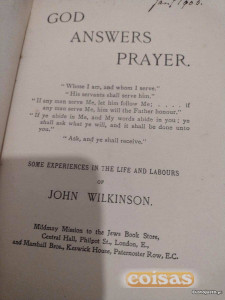 Jany 1908.
GOD
ANSWERS
PRAYER.
"Whose I am, and whom I serve."
"His servants shall serve him."
"If any man serve Me, let him follow Me; . . . . if
any man serve Me, him will the Father honour."
"If ye abide in Me, and My words abide in you; ye
shall ask what ye will, and it shall be done unto
you."
"Ask, and ye shall receive."
SOME EXPERIENCES IN THE LIFE AND LABOURS
OF
JOHN WILKINSON.
Mildmay Mission to the Jews Book Store,
Central Hall, Philpot St., London, E.,
and Marshall Bros., Keswick House, Paternoster Row, E.C.
coisas